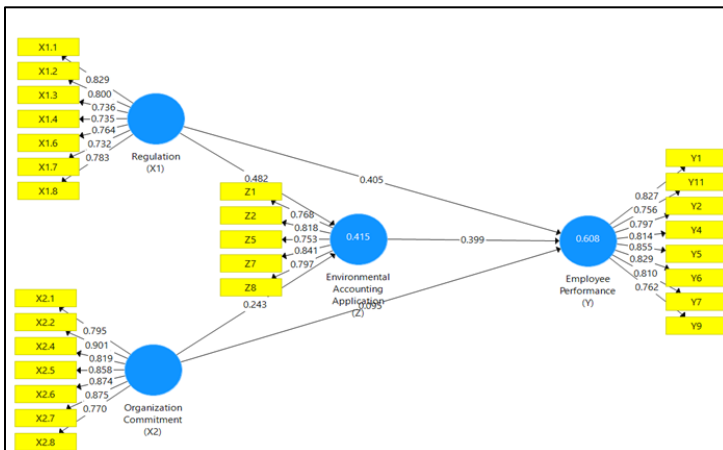 X1.1
X1.2
X1.3
X1.4
X1.6
X1.7
X1.8
0.829
0.800
0.736
0.735
0.764
0.732
0.783
Regulation
(X1)
0.482
0.405
Z1
Z2
Z5
Z7
Z8
0.768
0.818
0.753
0.841
0.797
0.415
Environmental
Accounting
Application
(Z)
0.399
0.243
0.095
X2.1
X2.2
X2.4
X2.5
X2.6
X2.7
X2.8
0.795
0.901
0.819
0.858
0.874
0.875
0.770
Organization
Commitment
(X2)
0.608
Employee
Performance
(Y)
0.827
0.756
0.797
0.814
0.855
0.829
0.810
0.762
Y1
Y11
Y2
Y4
Y5
Y6
Y7
Y9